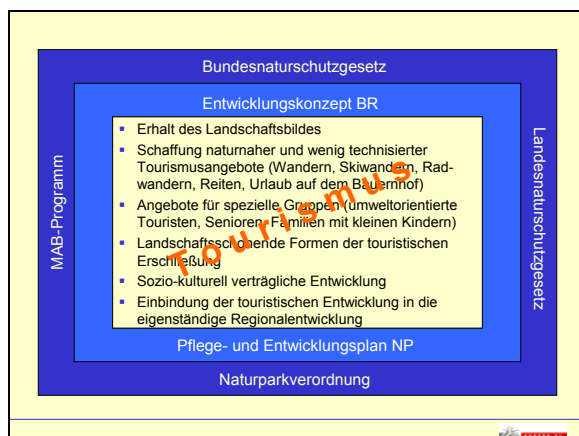 Bundesnaturschutzgesetz
Entwicklungskonzept BR
MAB-Programm
Landesnaturschutzgesetz
▪ Erhalt des Landschaftsbildes
▪ Schaffung naturnaher und wenig technisierter
Tourismusangebote (Wandern, Skiwandern, Rad-
wandern, Reiten, Urlaub auf dem Bauernhof)
▪ Angebote für spezielle Gruppen (umweltorientierte
Touristen, Senioren, Familien mit kleinen Kindern)
▪ Landschaftsschonende Formen der touristischen
Erschließung
▪ Sozio-kulturell verträgliche Entwicklung
▪ Einbindung der touristischen Entwicklung in die
eigenständige Regionalentwicklung
Tourismus
Pflege- und Entwicklungsplan NP
Naturparkverordnung